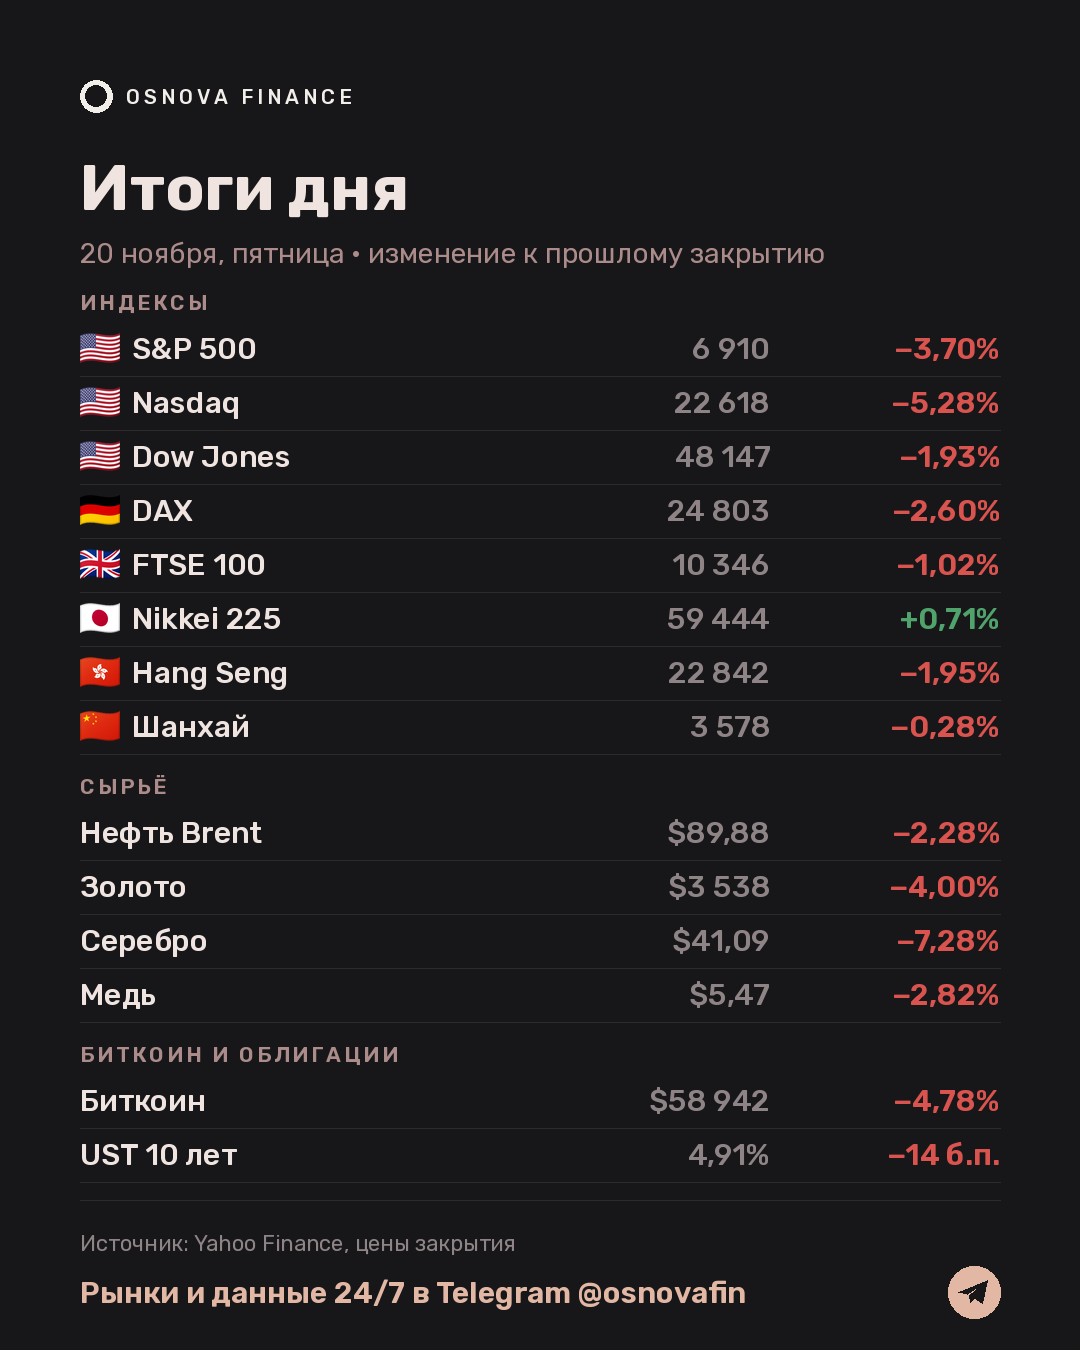 OSNOVA FINANCE
Итоги дня
20 ноября, пятница • изменение к прошлому закрытию
ИНДЕКСЫ
S&P 500 6 910 −3,70%
Nasdaq 22 618 −5,28%
Dow Jones 48 147 −1,93%
DAX 24 803 −2,60%
FTSE 100 10 346 −1,02%
Nikkei 225 59 444 +0,71%
Hang Seng 22 842 −1,95%
Шанхай 3 578 −0,28%
СЫРЬЁ
Нефть Brent $89,88 −2,28%
Золото $3 538 −4,00%
Серебро $41,09 −7,28%
Медь $5,47 −2,82%
БИТКОИН И ОБЛИГАЦИИ
Биткоин $58 942 −4,78%
UST 10 лет 4,91% −14 б.п.
Источник: Yahoo Finance, цены закрытия
Рынки и данные 24/7 в Telegram @osnovafin